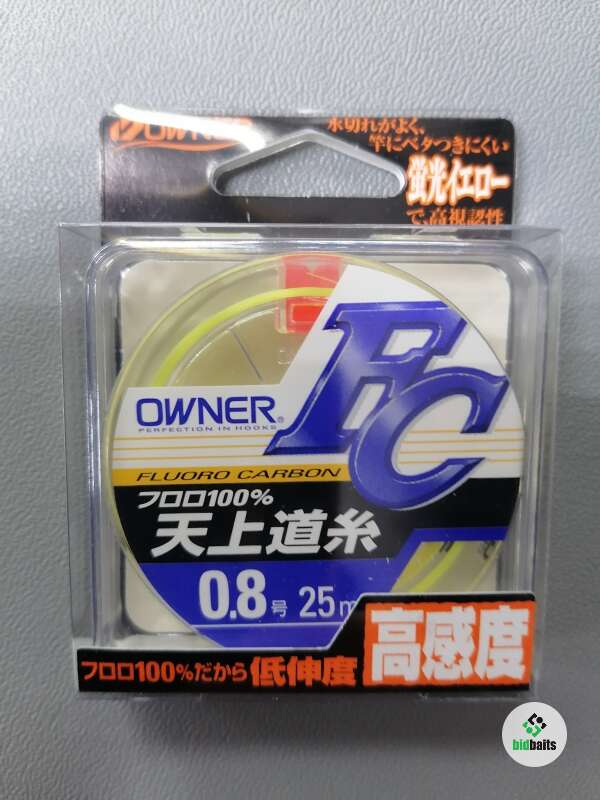 OWNER
水切れがよく、
竿にベタつきにくい
蛍光イエロー
で、高視認性
FC
OWNER®
PERFECTION IN HOOKS
FLUORO CARBON
フロロ100%
天上道糸
0.8号 25m
フロロ100%だから 低伸度 高感度
bidbaits